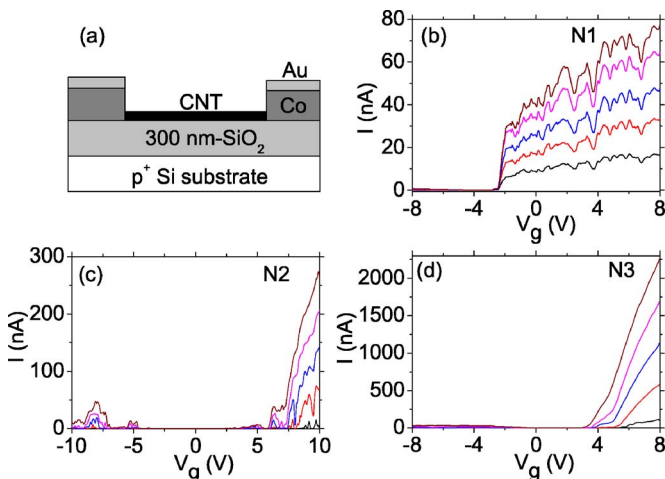 (a)
Au
CNT
Co
300 nm-SiO2
p+ Si substrate
(b)
N1
80
60
40
20
0
I (nA)
-8 -4 0 4 8
Vg (V)
(c)
N2
300
200
100
0
I (nA)
-10 -5 0 5 10
Vg (V)
(d)
N3
2000
1500
1000
500
0
I (nA)
-8 -4 0 4 8
Vg (V)